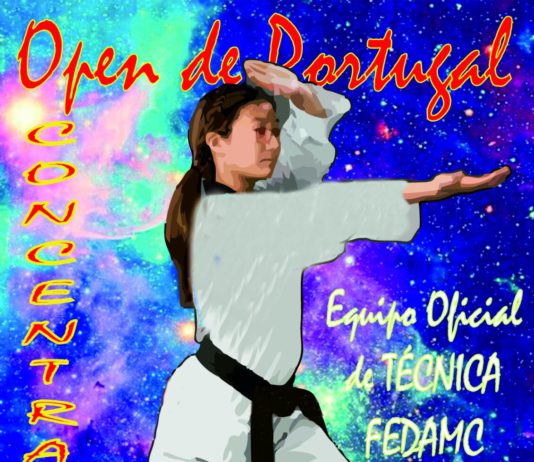 Open de Portugal
CONCENTRA
Equipo Oficial
de TÉCNICA
FEDAMC